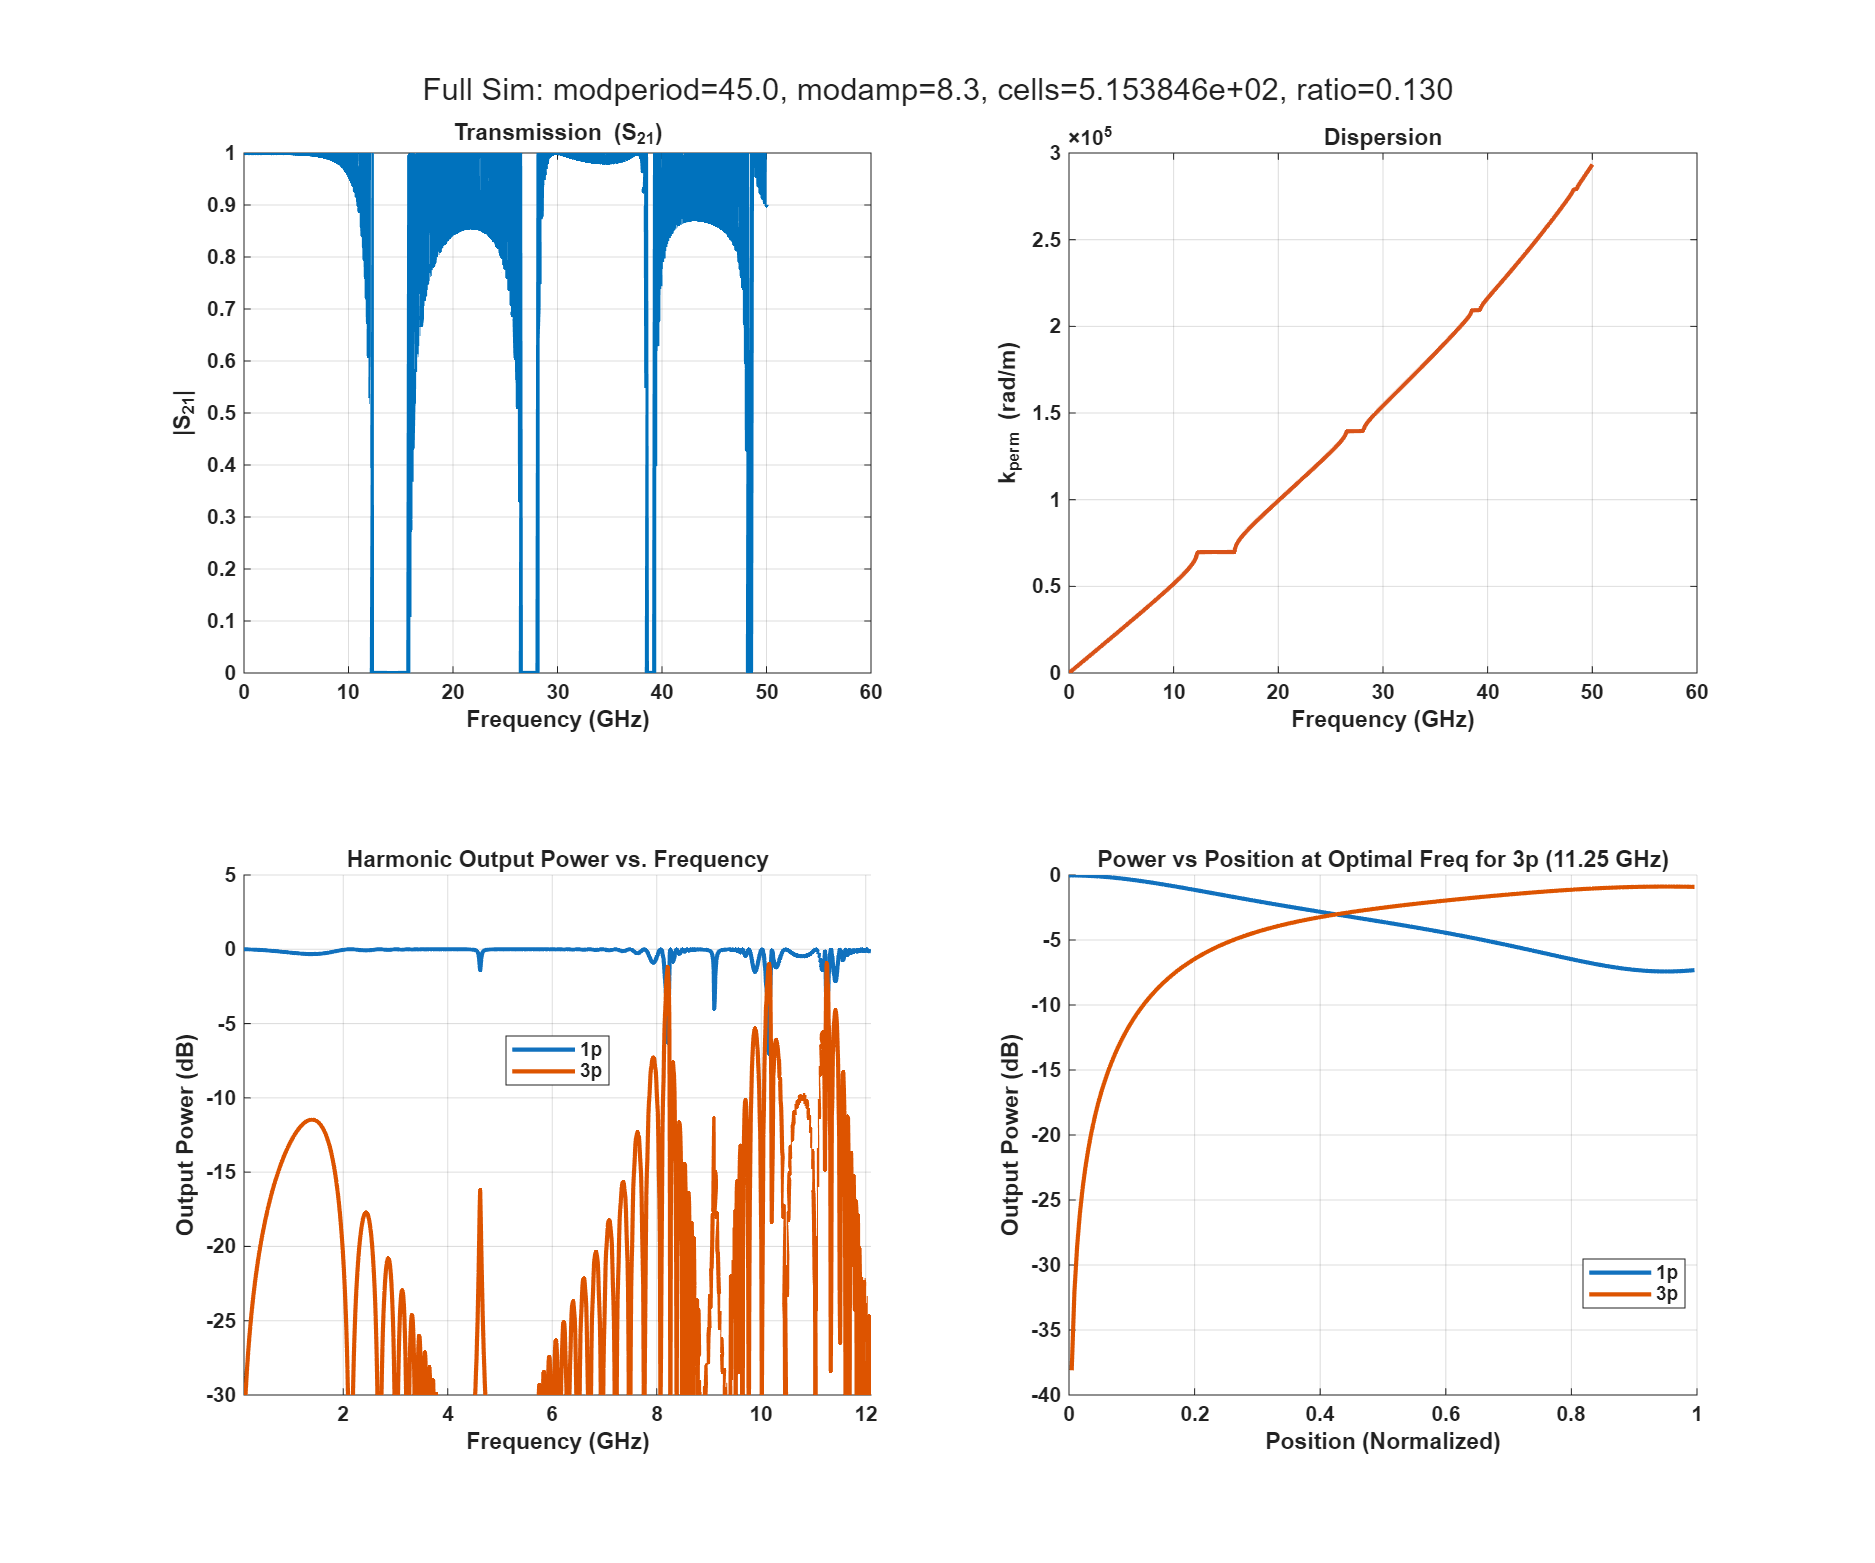 Full Sim: modperiod=45.0, modamp=8.3, cells=5.153846e+02, ratio=0.130
Transmission (S21)
1
0.9
0.8
0.7
0.6
0.5
0.4
0.3
0.2
0.1
0
|S21|
0 10 20 30 40 50 60
Frequency (GHz)
×10^5
Dispersion
3
2.5
2
1.5
1
0.5
0
kperm (rad/m)
0 10 20 30 40 50 60
Frequency (GHz)
Harmonic Output Power vs. Frequency
5
0
-5
-10
-15
-20
-25
-30
Output Power (dB)
1p
3p
2 4 6 8 10 12
Frequency (GHz)
Power vs Position at Optimal Freq for 3p (11.25 GHz)
0
-5
-10
-15
-20
-25
-30
-35
-40
Output Power (dB)
1p
3p
0 0.2 0.4 0.6 0.8 1
Position (Normalized)